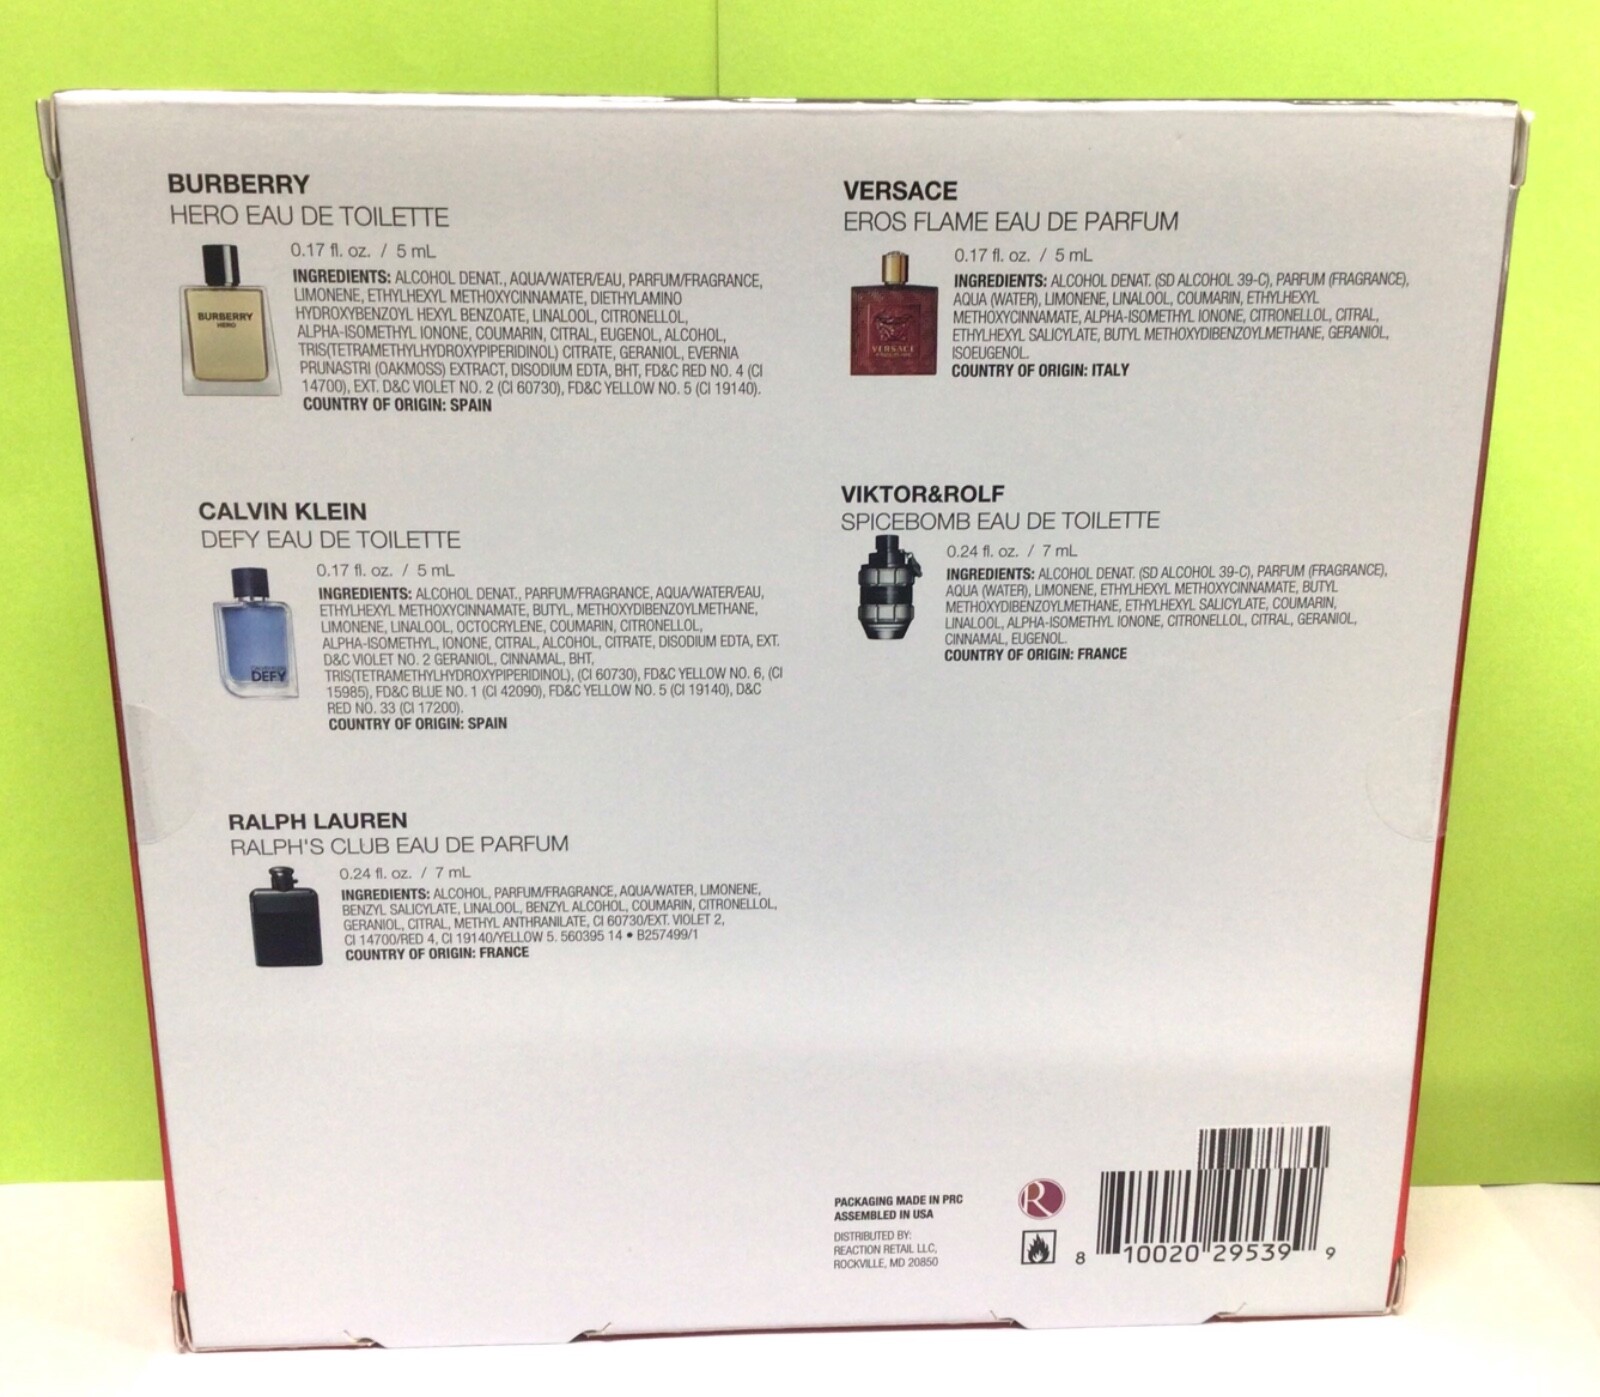 BURBERRY
HERO EAU DE TOILETTE
0.17 fl. oz. / 5 mL
BURBERRY
HERO
INGREDIENTS: ALCOHOL DENAT., AQUA/WATER/EAU, PARFUM/FRAGRANCE,
LIMONENE, ETHYLHEXYL METHOXYCINNAMATE, DIETHYLAMINO
HYDROXYBENZOYL HEXYL BENZOATE, LINALOOL, CITRONELLOL,
ALPHA-ISOMETHYL IONONE, COUMARIN, CITRAL, EUGENOL, ALCOHOL,
TRIS(TETRAMETHYLHYDROXYPIPERIDINOL) CITRATE, GERANIOL, EVERNIA
PRUNASTRI (OAKMOSS) EXTRACT, DISODIUM EDTA, BHT, FD&C RED NO. 4 (CI
14700), EXT. D&C VIOLET NO. 2 (CI 60730), FD&C YELLOW NO. 5 (CI 19140).
COUNTRY OF ORIGIN: SPAIN
CALVIN KLEIN
DEFY EAU DE TOILETTE
0.17 fl. oz. / 5 mL
DEFY
INGREDIENTS: ALCOHOL DENAT., PARFUM/FRAGRANCE, AQUA/WATER/EAU,
ETHYLHEXYL METHOXYCINNAMATE, BUTYL, METHOXYDIBENZOYLMETHANE,
LIMONENE, LINALOOL, OCTOCRYLENE, COUMARIN, CITRONELLOL,
ALPHA-ISOMETHYL, IONONE, CITRAL, ALCOHOL, CITRATE, DISODIUM EDTA, EXT.
D&C VIOLET NO. 2 GERANIOL, CINNAMAL, BHT,
TRIS(TETRAMETHYLHYDROXYPIPERIDINOL), (CI 60730), FD&C YELLOW NO. 6, (CI
15985), FD&C BLUE NO. 1 (CI 42090), FD&C YELLOW NO. 5 (CI 19140), D&C
RED NO. 33 (CI 17200).
COUNTRY OF ORIGIN: SPAIN
RALPH LAUREN
RALPH'S CLUB EAU DE PARFUM
0.24 fl. oz. / 7 mL
INGREDIENTS: ALCOHOL, PARFUM/FRAGRANCE, AQUA/WATER, LIMONENE,
BENZYL SALICYLATE, LINALOOL, BENZYL ALCOHOL, COUMARIN, CITRONELLOL,
GERANIOL, CITRAL, METHYL ANTHRANILATE, CI 60730/EXT. VIOLET 2,
CI 14700/RED 4, CI 19140/YELLOW 5. 560395 14 • B257499/1
COUNTRY OF ORIGIN: FRANCE
VERSACE
EROS FLAME EAU DE PARFUM
0.17 fl. oz. / 5 mL
VERSACE
INGREDIENTS: ALCOHOL DENAT. (SD ALCOHOL 39-C), PARFUM (FRAGRANCE),
AQUA (WATER), LIMONENE, LINALOOL, COUMARIN, ETHYLHEXYL
METHOXYCINNAMATE, ALPHA-ISOMETHYL IONONE, CITRONELLOL, CITRAL,
ETHYLHEXYL SALICYLATE, BUTYL METHOXYDIBENZOYLMETHANE, GERANIOL,
ISOEUGENOL.
COUNTRY OF ORIGIN: ITALY
VIKTOR&ROLF
SPICEBOMB EAU DE TOILETTE
0.24 fl. oz. / 7 mL
INGREDIENTS: ALCOHOL DENAT. (SD ALCOHOL 39-C), PARFUM (FRAGRANCE),
AQUA (WATER), LIMONENE, ETHYLHEXYL METHOXYCINNAMATE, BUTYL
METHOXYDIBENZOYLMETHANE, ETHYLHEXYL SALICYLATE, COUMARIN,
LINALOOL, ALPHA-ISOMETHYL IONONE, CITRONELLOL, CITRAL, GERANIOL,
CINNAMAL, EUGENOL.
COUNTRY OF ORIGIN: FRANCE
PACKAGING MADE IN PRC
ASSEMBLED IN USA
DISTRIBUTED BY:
REACTION RETAIL LLC,
ROCKVILLE, MD 20850
R
8 10020 29539 9